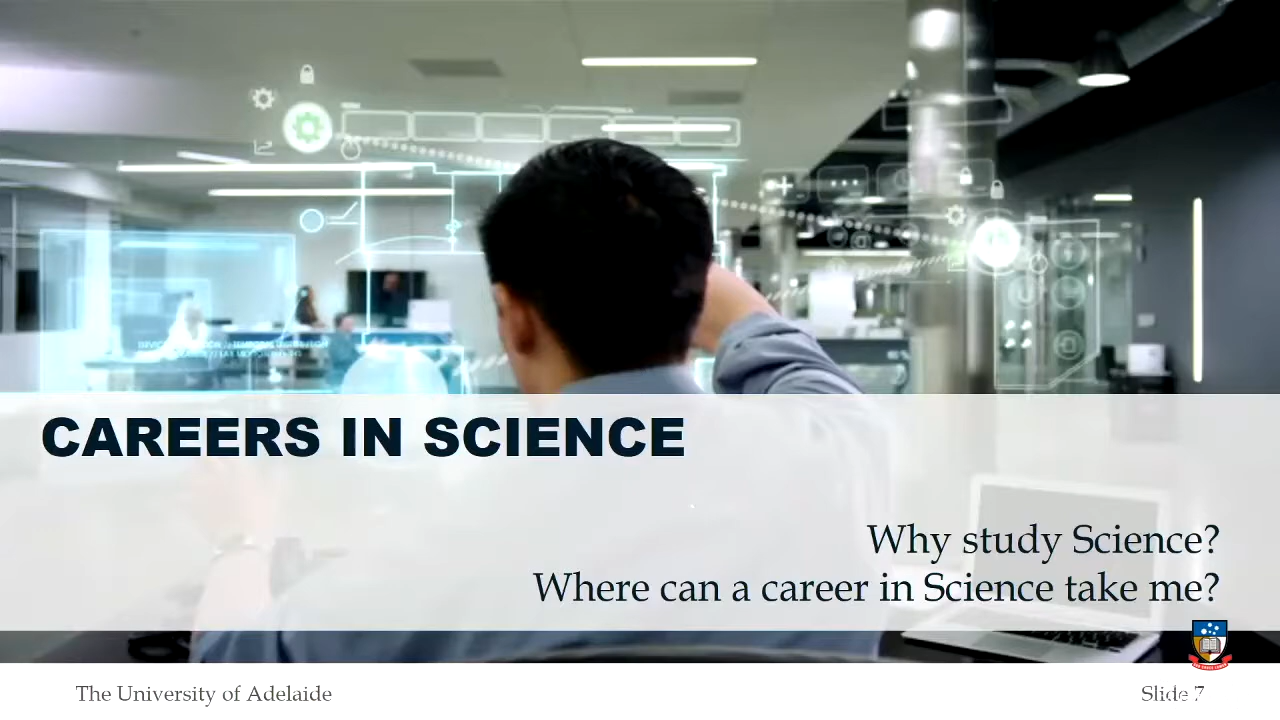 CAREERS IN SCIENCE
Why study Science?
Where can a career in Science take me?
The University of Adelaide
Slide 7